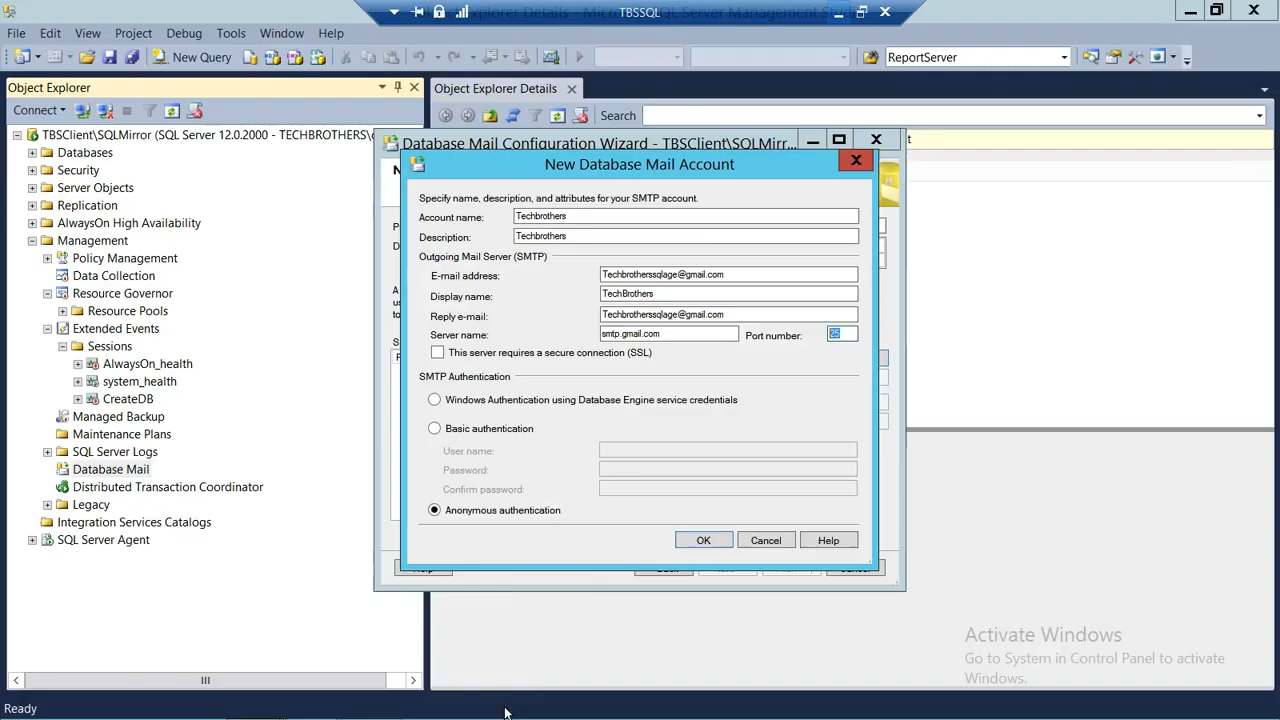 TBSSQL
File Edit View Project Debug Tools Window Help
New Query
ReportServer
Object Explorer
Object Explorer Details
Connect
Search
TBSClient\SQLMirror (SQL Server 12.0.2000 - TECHBROTHERS\
Databases
Security
Server Objects
Replication
AlwaysOn High Availability
Management
Policy Management
Data Collection
Resource Governor
Resource Pools
Extended Events
Sessions
AlwaysOn_health
system_health
CreateDB
Managed Backup
Maintenance Plans
SQL Server Logs
Database Mail
Distributed Transaction Coordinator
Legacy
Integration Services Catalogs
SQL Server Agent
Database Mail Configuration Wizard - TBSClient\SQLMirr...
New Database Mail Account
Specify name, description, and attributes for your SMTP account.
Account name: Techbrothers
Description: Techbrothers
Outgoing Mail Server (SMTP)
E-mail address: Techbrotherssqlage@gmail.com
Display name: TechBrothers
Reply e-mail: Techbrotherssqlage@gmail.com
Server name: smtp.gmail.com Port number: 25
This server requires a secure connection (SSL)
SMTP Authentication
Windows Authentication using Database Engine service credentials
Basic authentication
User name:
Password:
Confirm password:
Anonymous authentication
OK Cancel Help
Activate Windows
Go to System in Control Panel to activate
Windows.
Ready